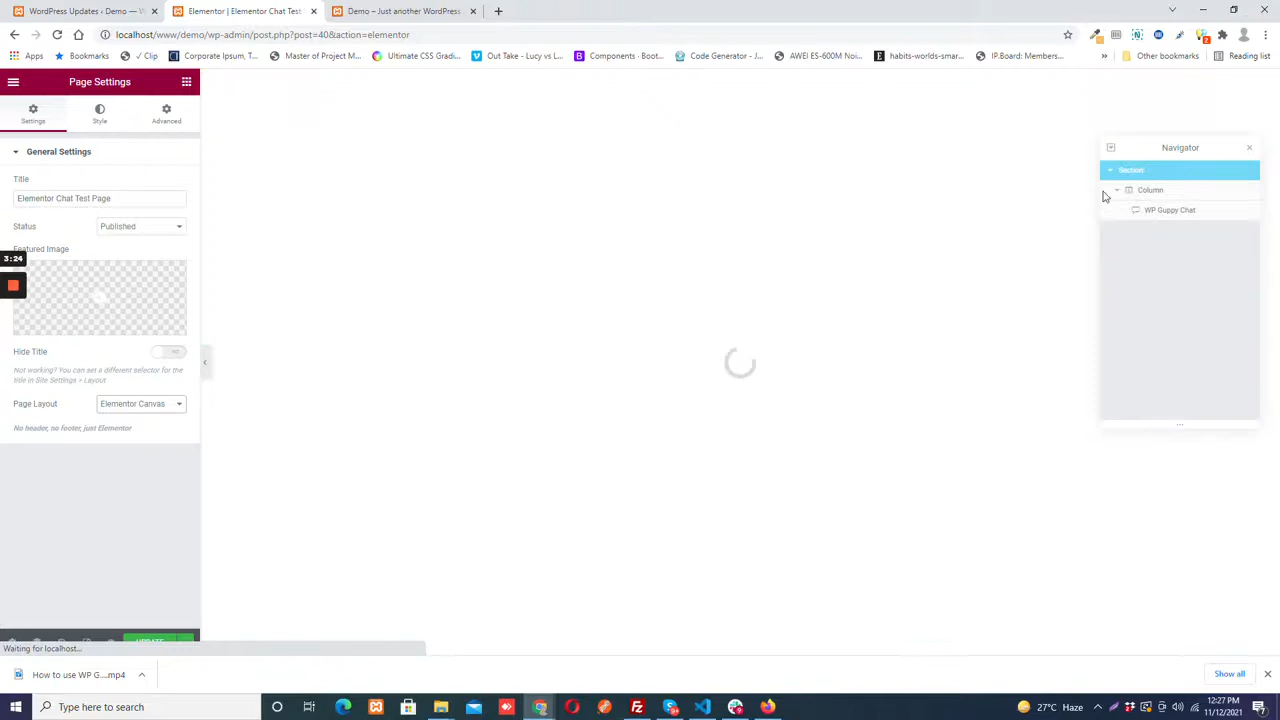 WordPress Updates ‹ Demo — W
Elementor | Elementor Chat Test
Demo – Just another WordPress
localhost/www/demo/wp-admin/post.php?post=40&action=elementor
Apps
Bookmarks
√ Clip
Corporate Ipsum, T...
Master of Project M...
Ultimate CSS Gradi...
Out Take - Lucy vs L...
Components · Boot...
Code Generator - J...
AWEI ES-600M Noi...
habits-worlds-smar...
IP.Board: Members...
»
Other bookmarks
Reading list
Page Settings
Settings
Style
Advanced
General Settings
Title
Elementor Chat Test Page
Status
Published
Featured Image
3:24
Hide Title
NO
Not working? You can set a different selector for the
title in Site Settings > Layout
Page Layout
Elementor Canvas
No header, no footer, just Elementor
UPDATE
Navigator
Section
Column
WP Guppy Chat
Waiting for localhost...
How to use WP G....mp4
Show all
Type here to search
27°C Haze
12:27 PM
11/12/2021